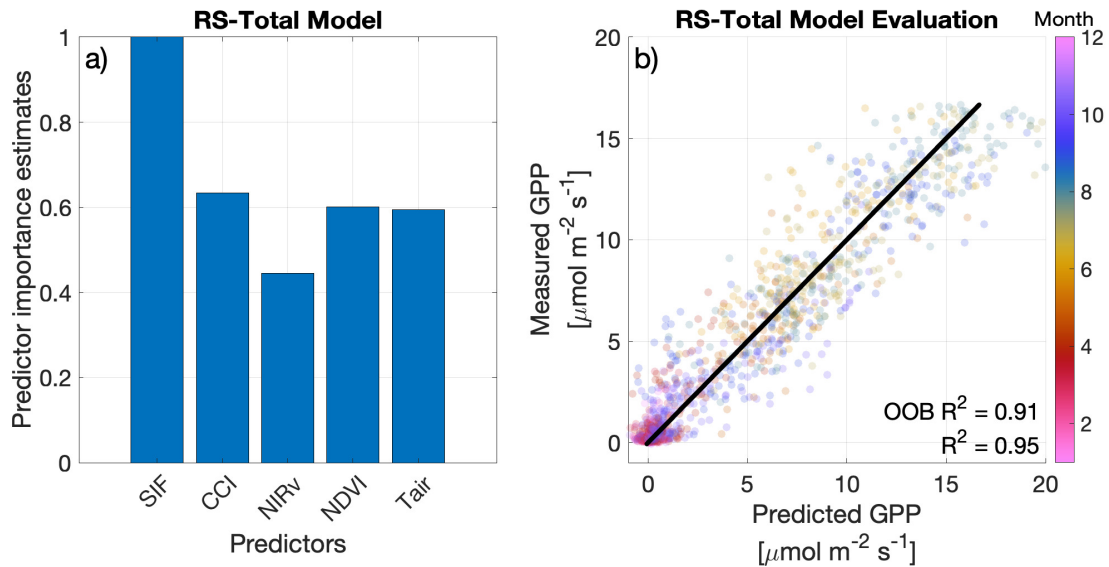 RS-Total Model
a)
Predictor importance estimates
1
0.8
0.6
0.4
0.2
0
SIF
CCI
NIRv
NDVI
Tair
Predictors
RS-Total Model Evaluation
b)
Measured GPP
[μmol m⁻² s⁻¹]
20
15
10
5
0
0
5
10
15
20
Predicted GPP
[μmol m⁻² s⁻¹]
OOB R² = 0.91
R² = 0.95
Month
12
10
8
6
4
2